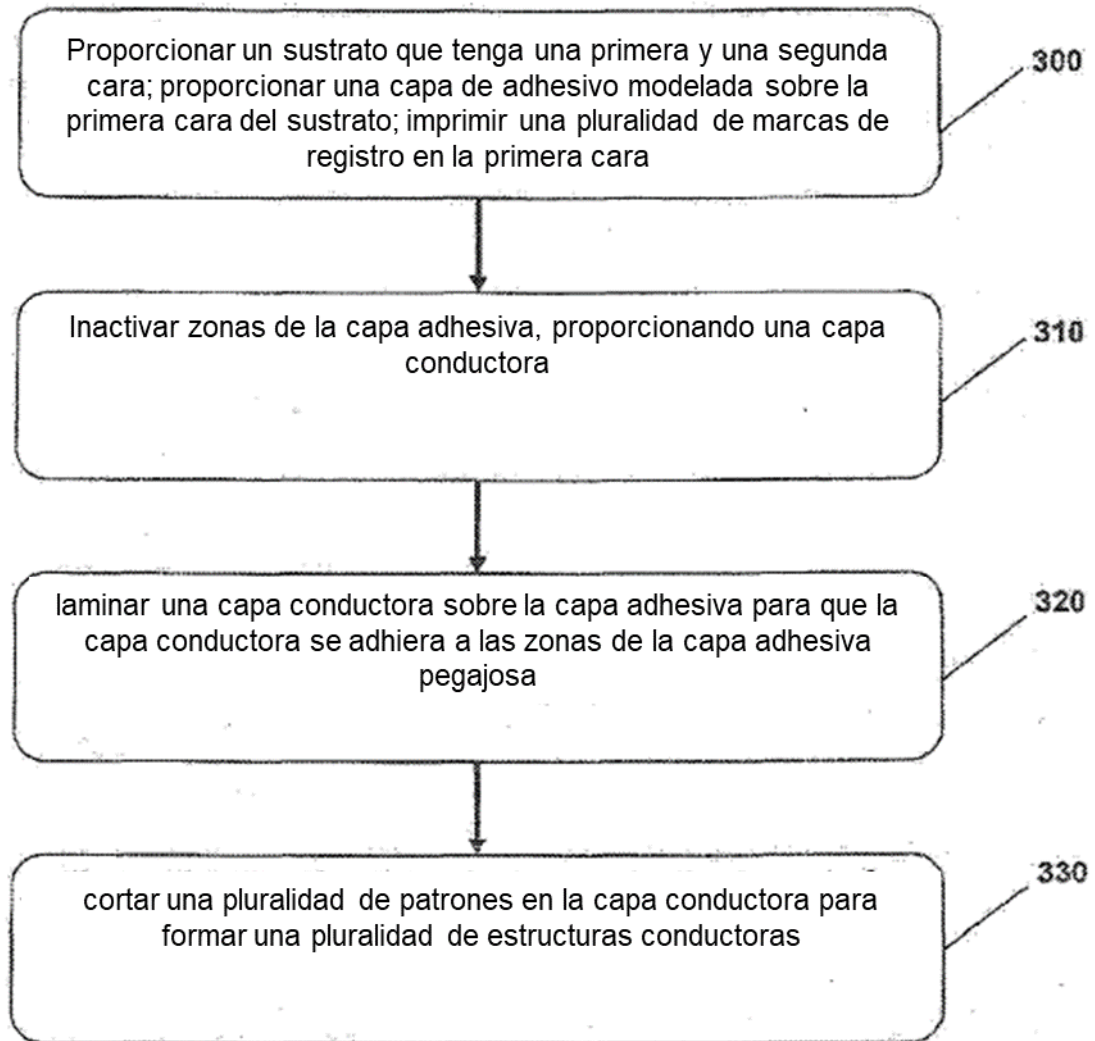 Proporcionar un sustrato que tenga una primera y una segunda
cara; proporcionar una capa de adhesivo modelada sobre la
primera cara del sustrato; imprimir una pluralidad de marcas de
registro en la primera cara
300
Inactivar zonas de la capa adhesiva, proporcionando una capa
conductora
310
laminar una capa conductora sobre la capa adhesiva para que la
capa conductora se adhiera a las zonas de la capa adhesiva
pegajosa
320
cortar una pluralidad de patrones en la capa conductora para
formar una pluralidad de estructuras conductoras
330